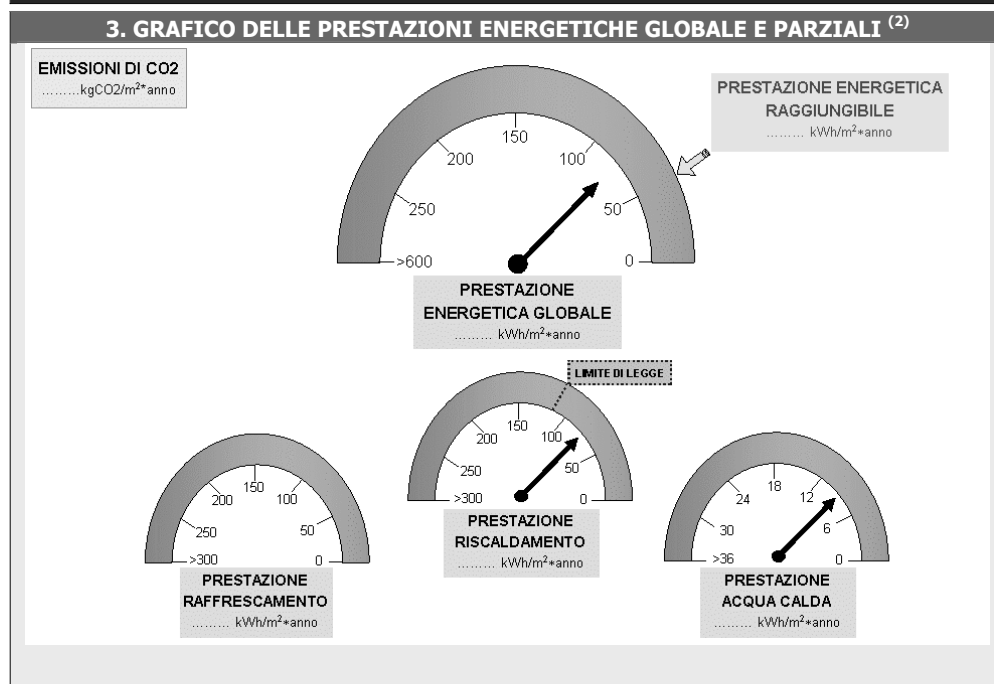 3. GRAFICO DELLE PRESTAZIONI ENERGETICHE GLOBALE E PARZIALI (2)
EMISSIONI DI CO2
.........kgCO2/m²*anno
PRESTAZIONE ENERGETICA
RAGGIUNGIBILE
......... kWh/m²*anno
150
200
100
250
50
>600
0
PRESTAZIONE
ENERGETICA GLOBALE
......... kWh/m²*anno
LIMITE DI LEGGE
150
200
100
250
50
>300
0
PRESTAZIONE
RISCALDAMENTO
......... kWh/m²*anno
150
200
100
250
50
>300
0
PRESTAZIONE
RAFFRESCAMENTO
......... kWh/m²*anno
18
24
12
30
6
>36
0
PRESTAZIONE
ACQUA CALDA
......... kWh/m²*anno